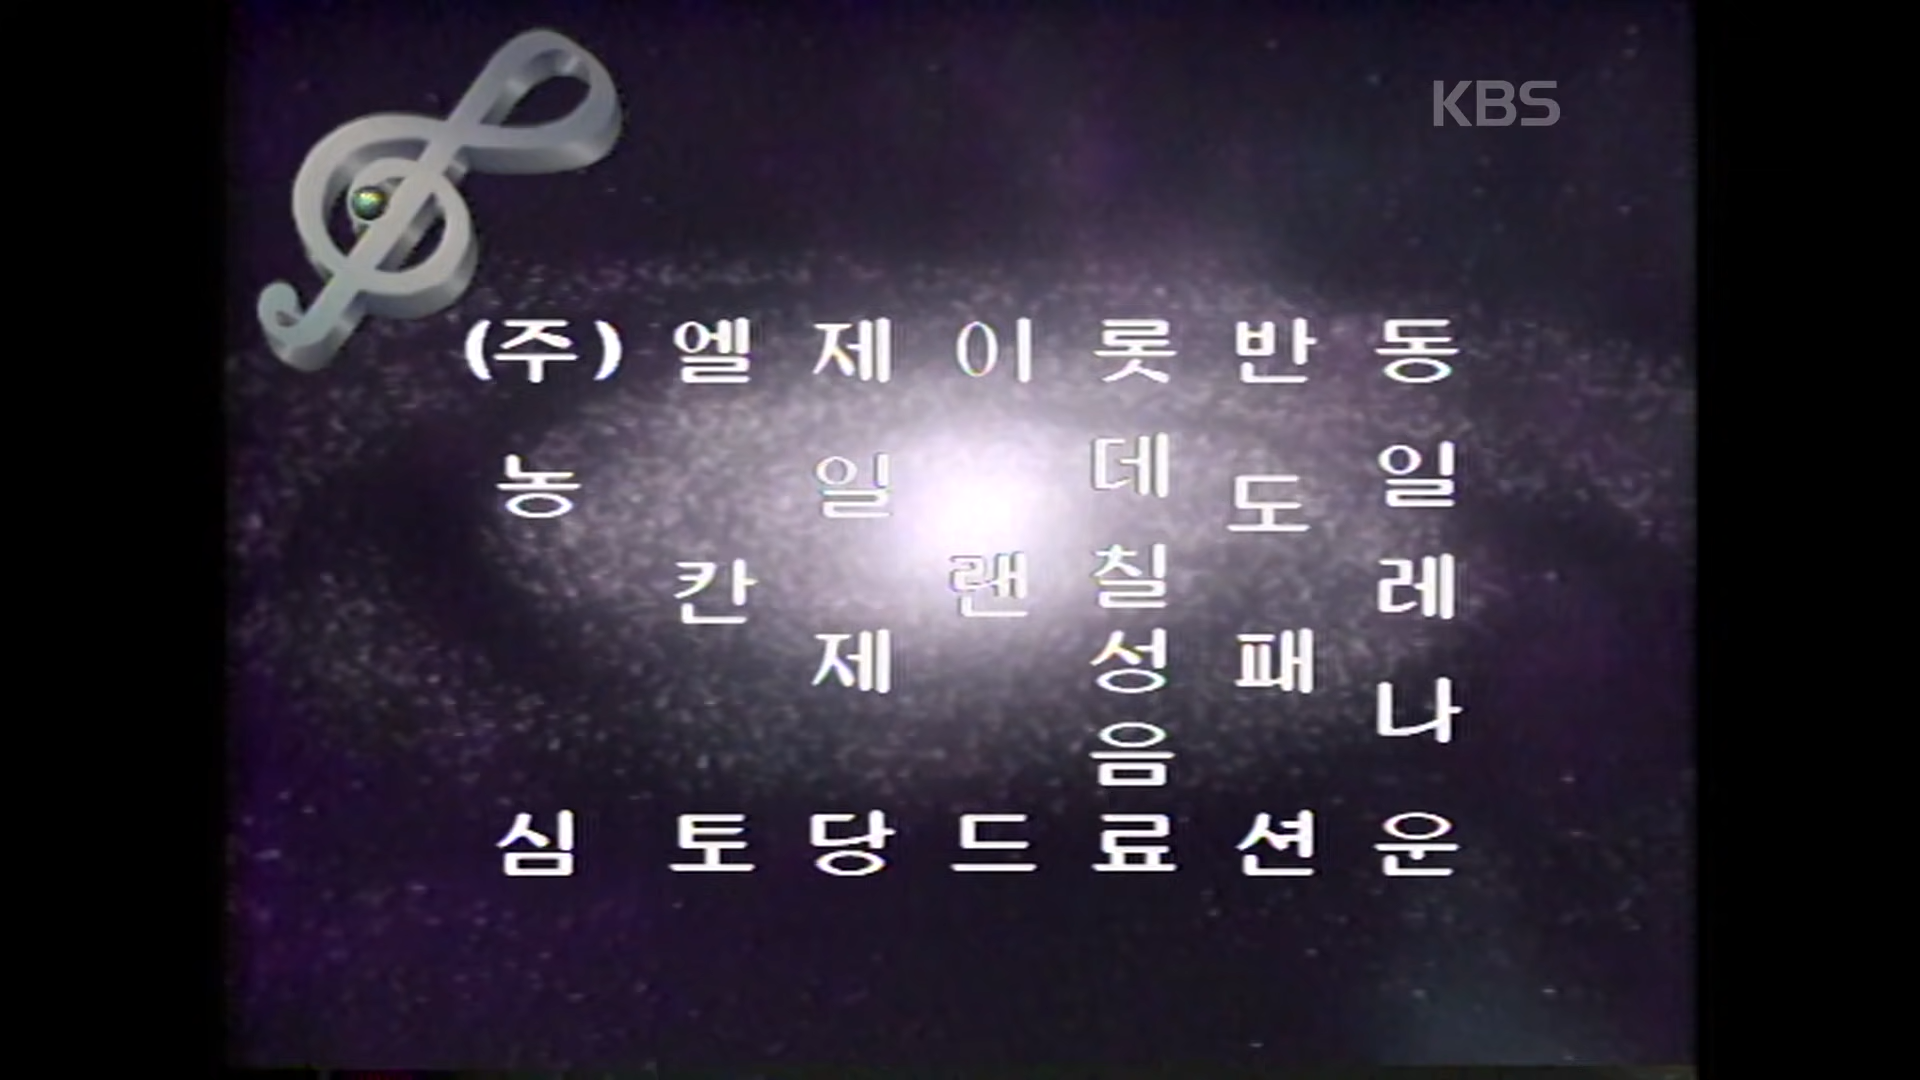 KBS
(주)농심
엘칸토
제일제당
이랜드
롯데칠성음료
반도패션
동일레나운